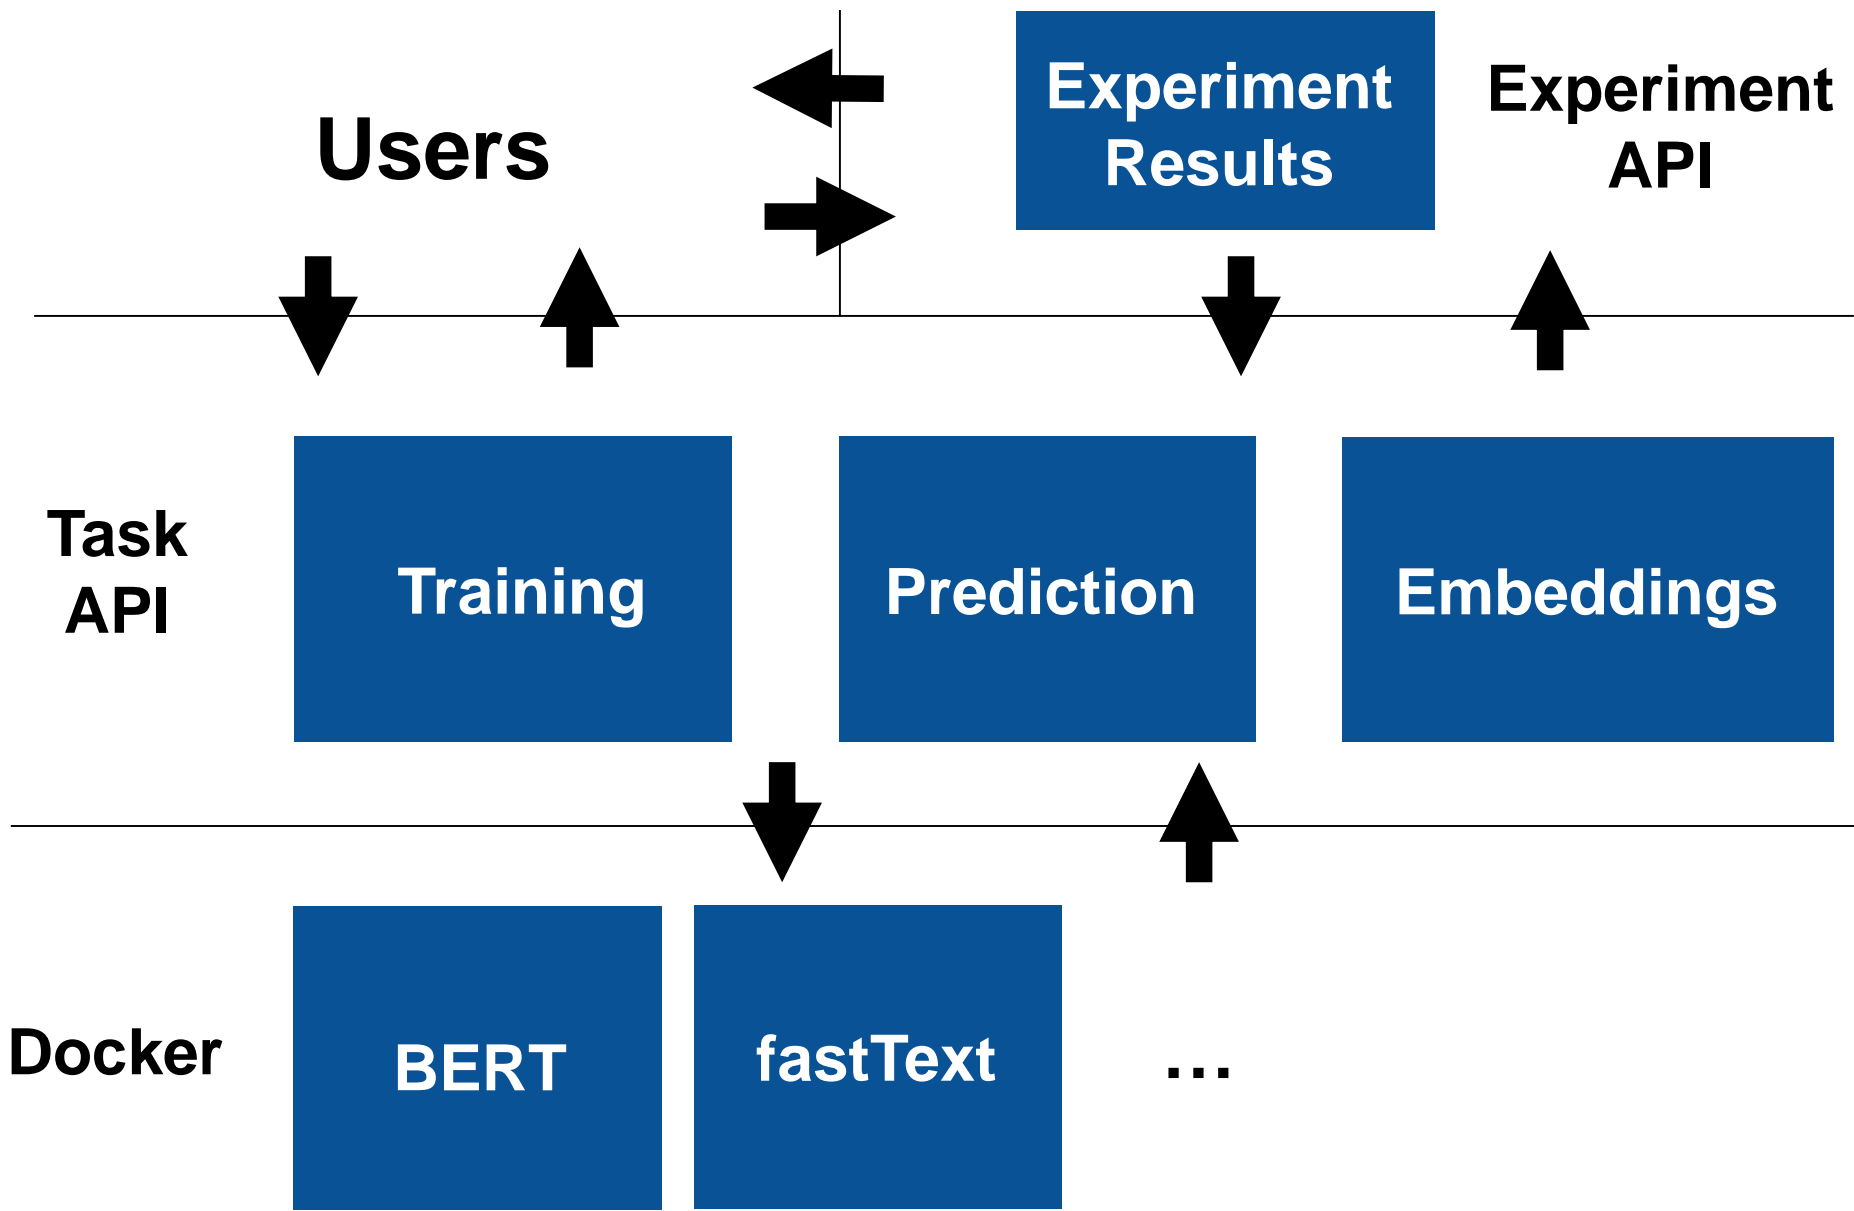 Users
Experiment
Results
Experiment
API
Task
API
Training
Prediction
Embeddings
Docker
BERT
fastText
...